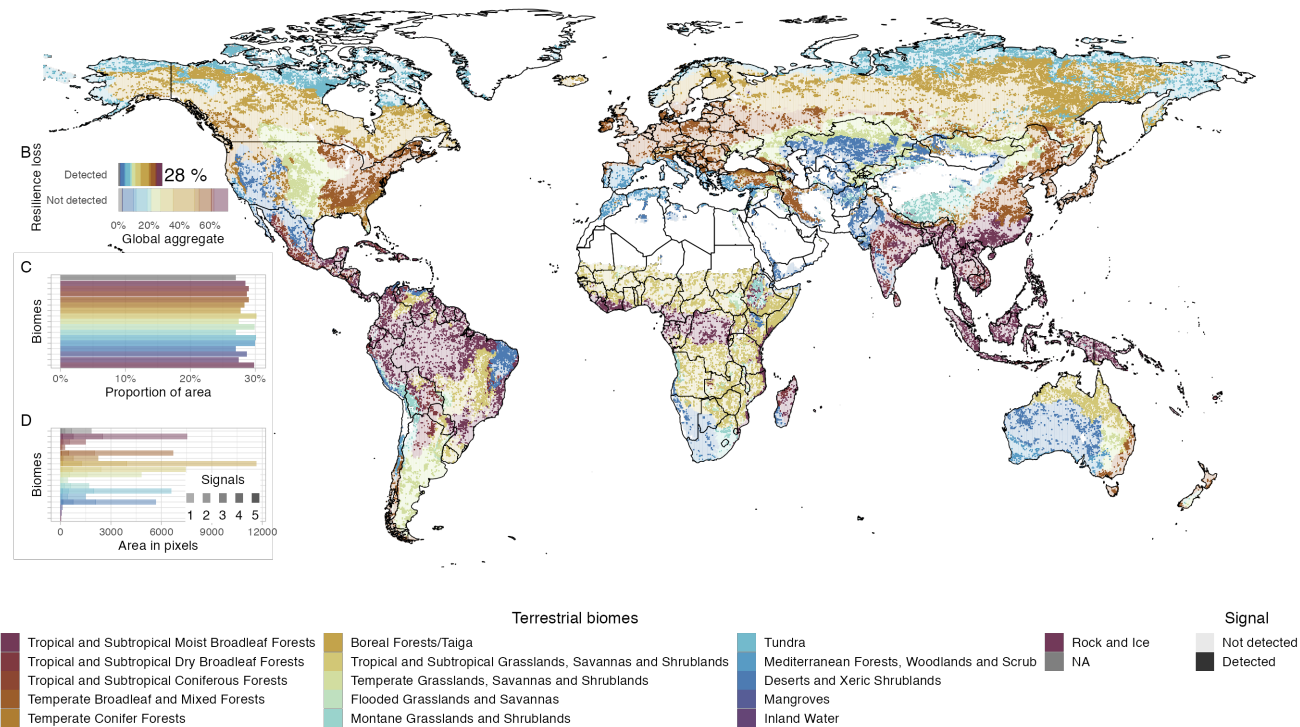 B
Resilience loss
Detected
28 %
Not detected
0% 20% 40% 60%
Global aggregate
C
Biomes
0% 10% 20% 30%
Proportion of area
D
Biomes
Signals
1 2 3 4 5
0 3000 6000 9000 12000
Area in pixels
Terrestrial biomes
Tropical and Subtropical Moist Broadleaf Forests
Tropical and Subtropical Dry Broadleaf Forests
Tropical and Subtropical Coniferous Forests
Temperate Broadleaf and Mixed Forests
Temperate Conifer Forests
Boreal Forests/Taiga
Tropical and Subtropical Grasslands, Savannas and Shrublands
Temperate Grasslands, Savannas and Shrublands
Flooded Grasslands and Savannas
Montane Grasslands and Shrublands
Tundra
Mediterranean Forests, Woodlands and Scrub
Deserts and Xeric Shrublands
Mangroves
Inland Water
Rock and Ice
NA
Signal
Not detected
Detected